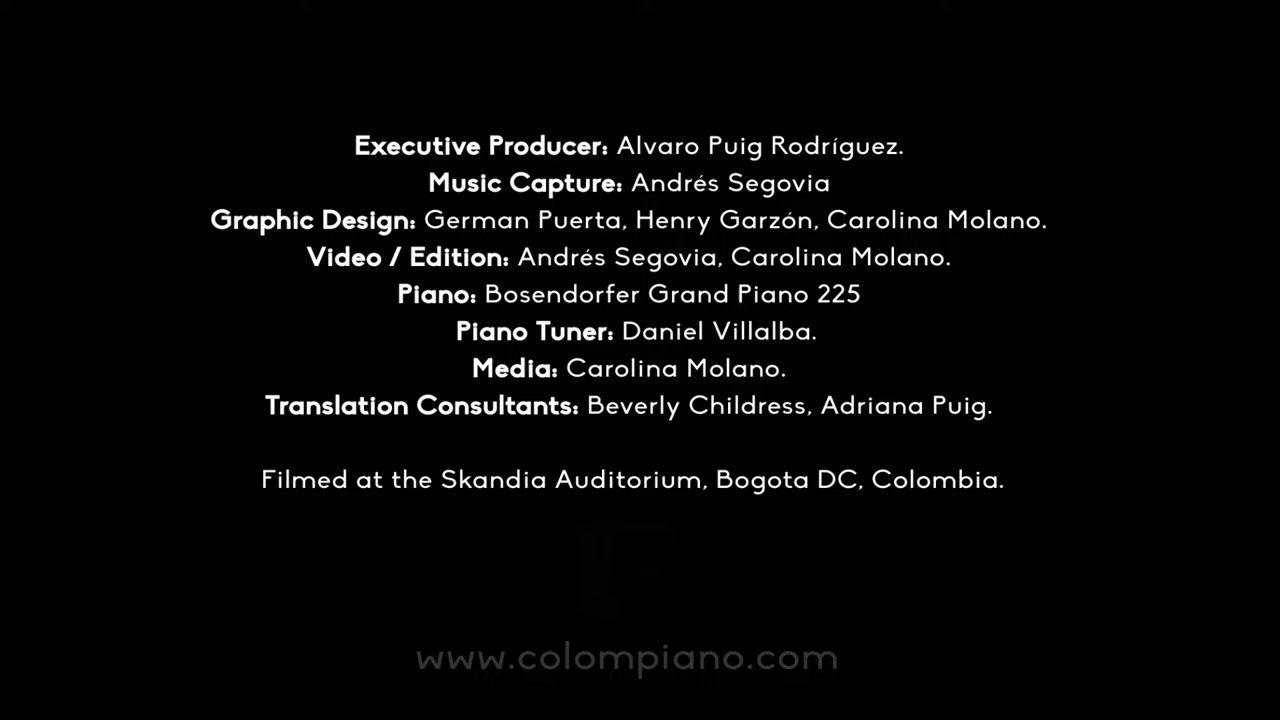 Executive Producer: Alvaro Puig Rodríguez.
Music Capture: Andrés Segovia
Graphic Design: German Puerta, Henry Garzón, Carolina Molano.
Video / Edition: Andrés Segovia, Carolina Molano.
Piano: Bosendorfer Grand Piano 225
Piano Tuner: Daniel Villalba.
Media: Carolina Molano.
Translation Consultants: Beverly Childress, Adriana Puig.
Filmed at the Skandia Auditorium, Bogota DC, Colombia.
www.colompiano.com